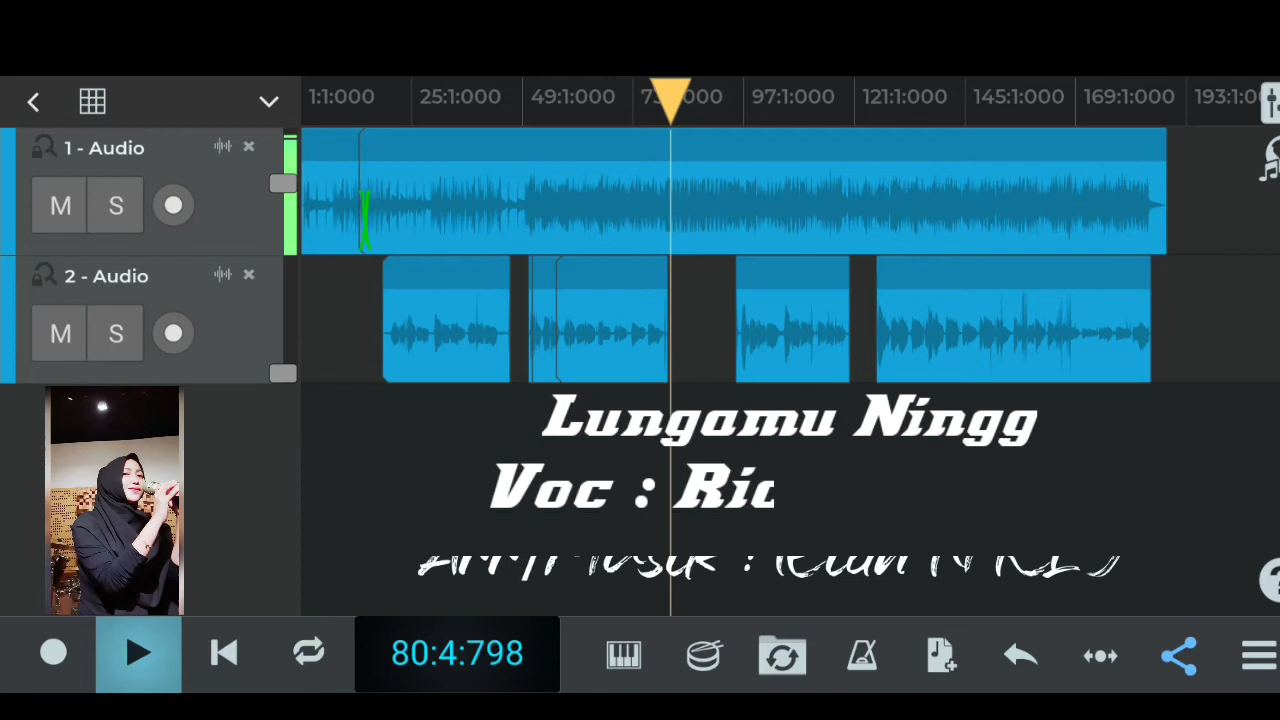 1:1:000 25:1:000 49:1:000 97:1:000 121:1:000 145:1:000 169:1:000
1 - Audio
M S
2 - Audio
M S
Lungamu Ningg
Voc : Ric
80:4:798